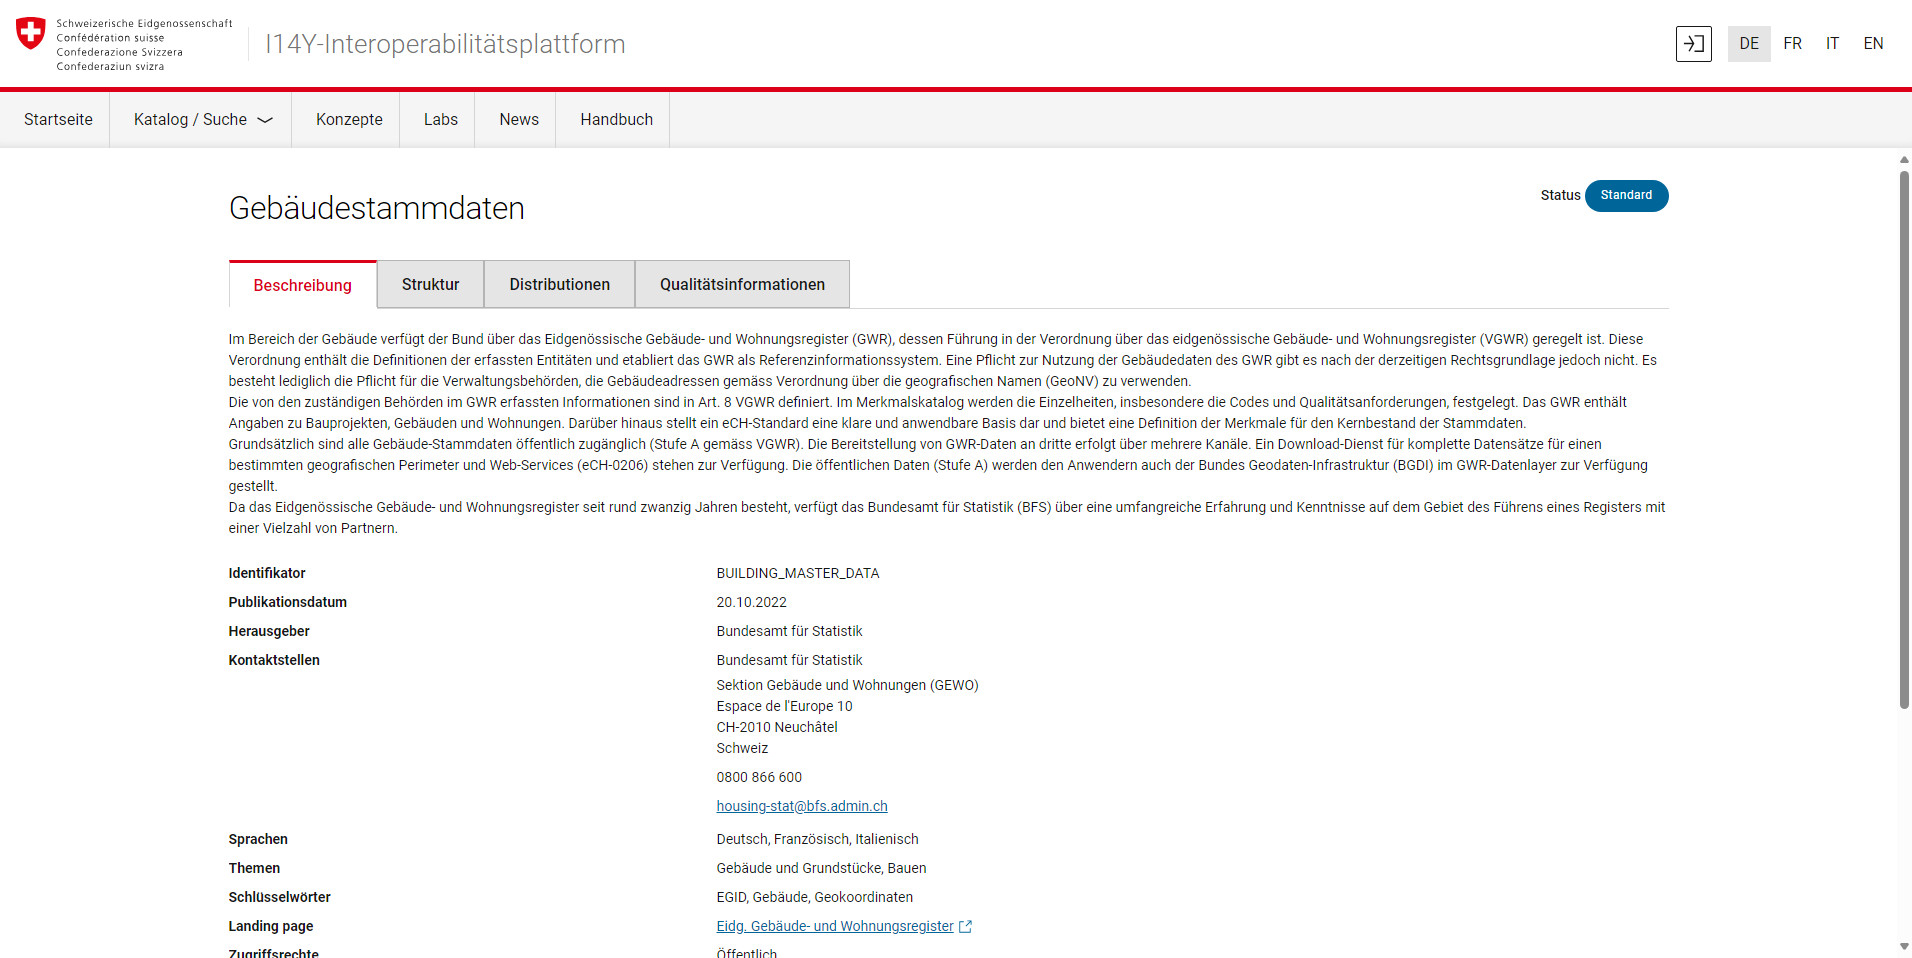 Schweizerische Eidgenossenschaft
Confédération suisse
Confederazione Svizzera
Confederaziun svizra
I14Y-Interoperabilitätsplattform
DE FR IT EN
Startseite Katalog / Suche Konzepte Labs News Handbuch
Gebäudestammdaten
Status Standard
Beschreibung Struktur Distributionen Qualitätsinformationen
Im Bereich der Gebäude verfügt der Bund über das Eidgenössische Gebäude- und Wohnungsregister (GWR), dessen Führung in der Verordnung über das eidgenössische Gebäude- und Wohnungsregister (VGWR) geregelt ist. Diese
Verordnung enthält die Definitionen der erfassten Entitäten und etabliert das GWR als Referenzinformationssystem. Eine Pflicht zur Nutzung der Gebäudedaten des GWR gibt es nach der derzeitigen Rechtsgrundlage jedoch nicht. Es
besteht lediglich die Pflicht für die Verwaltungsbehörden, die Gebäudeadressen gemäss Verordnung über die geografischen Namen (GeoNV) zu verwenden.
Die von den zuständigen Behörden im GWR erfassten Informationen sind in Art. 8 VGWR definiert. Im Merkmalskatalog werden die Einzelheiten, insbesondere die Codes und Qualitätsanforderungen, festgelegt. Das GWR enthält
Angaben zu Bauprojekten, Gebäuden und Wohnungen. Darüber hinaus stellt ein eCH-Standard eine klare und anwendbare Basis dar und bietet eine Definition der Merkmale für den Kernbestand der Stammdaten.
Grundsätzlich sind alle Gebäude-Stammdaten öffentlich zugänglich (Stufe A gemäss VGWR). Die Bereitstellung von GWR-Daten an dritte erfolgt über mehrere Kanäle. Ein Download-Dienst für komplette Datensätze für einen
bestimmten geografischen Perimeter und Web-Services (eCH-0206) stehen zur Verfügung. Die öffentlichen Daten (Stufe A) werden den Anwendern auch der Bundes Geodaten-Infrastruktur (BGDI) im GWR-Datenlayer zur Verfügung
gestellt.
Da das Eidgenössische Gebäude- und Wohnungsregister seit rund zwanzig Jahren besteht, verfügt das Bundesamt für Statistik (BFS) über eine umfangreiche Erfahrung und Kenntnisse auf dem Gebiet des Führens eines Registers mit
einer Vielzahl von Partnern.
Identifikator BUILDING_MASTER_DATA
Publikationsdatum 20.10.2022
Herausgeber Bundesamt für Statistik
Kontaktstellen Bundesamt für Statistik
Sektion Gebäude und Wohnungen (GEWO)
Espace de l'Europe 10
CH-2010 Neuchâtel
Schweiz
0800 866 600
housing-stat@bfs.admin.ch
Sprachen Deutsch, Französisch, Italienisch
Themen Gebäude und Grundstücke, Bauen
Schlüsselwörter EGID, Gebäude, Geokoordinaten
Landing page Eidg. Gebäude- und Wohnungsregister
Zugriffsrechte Öffentlich